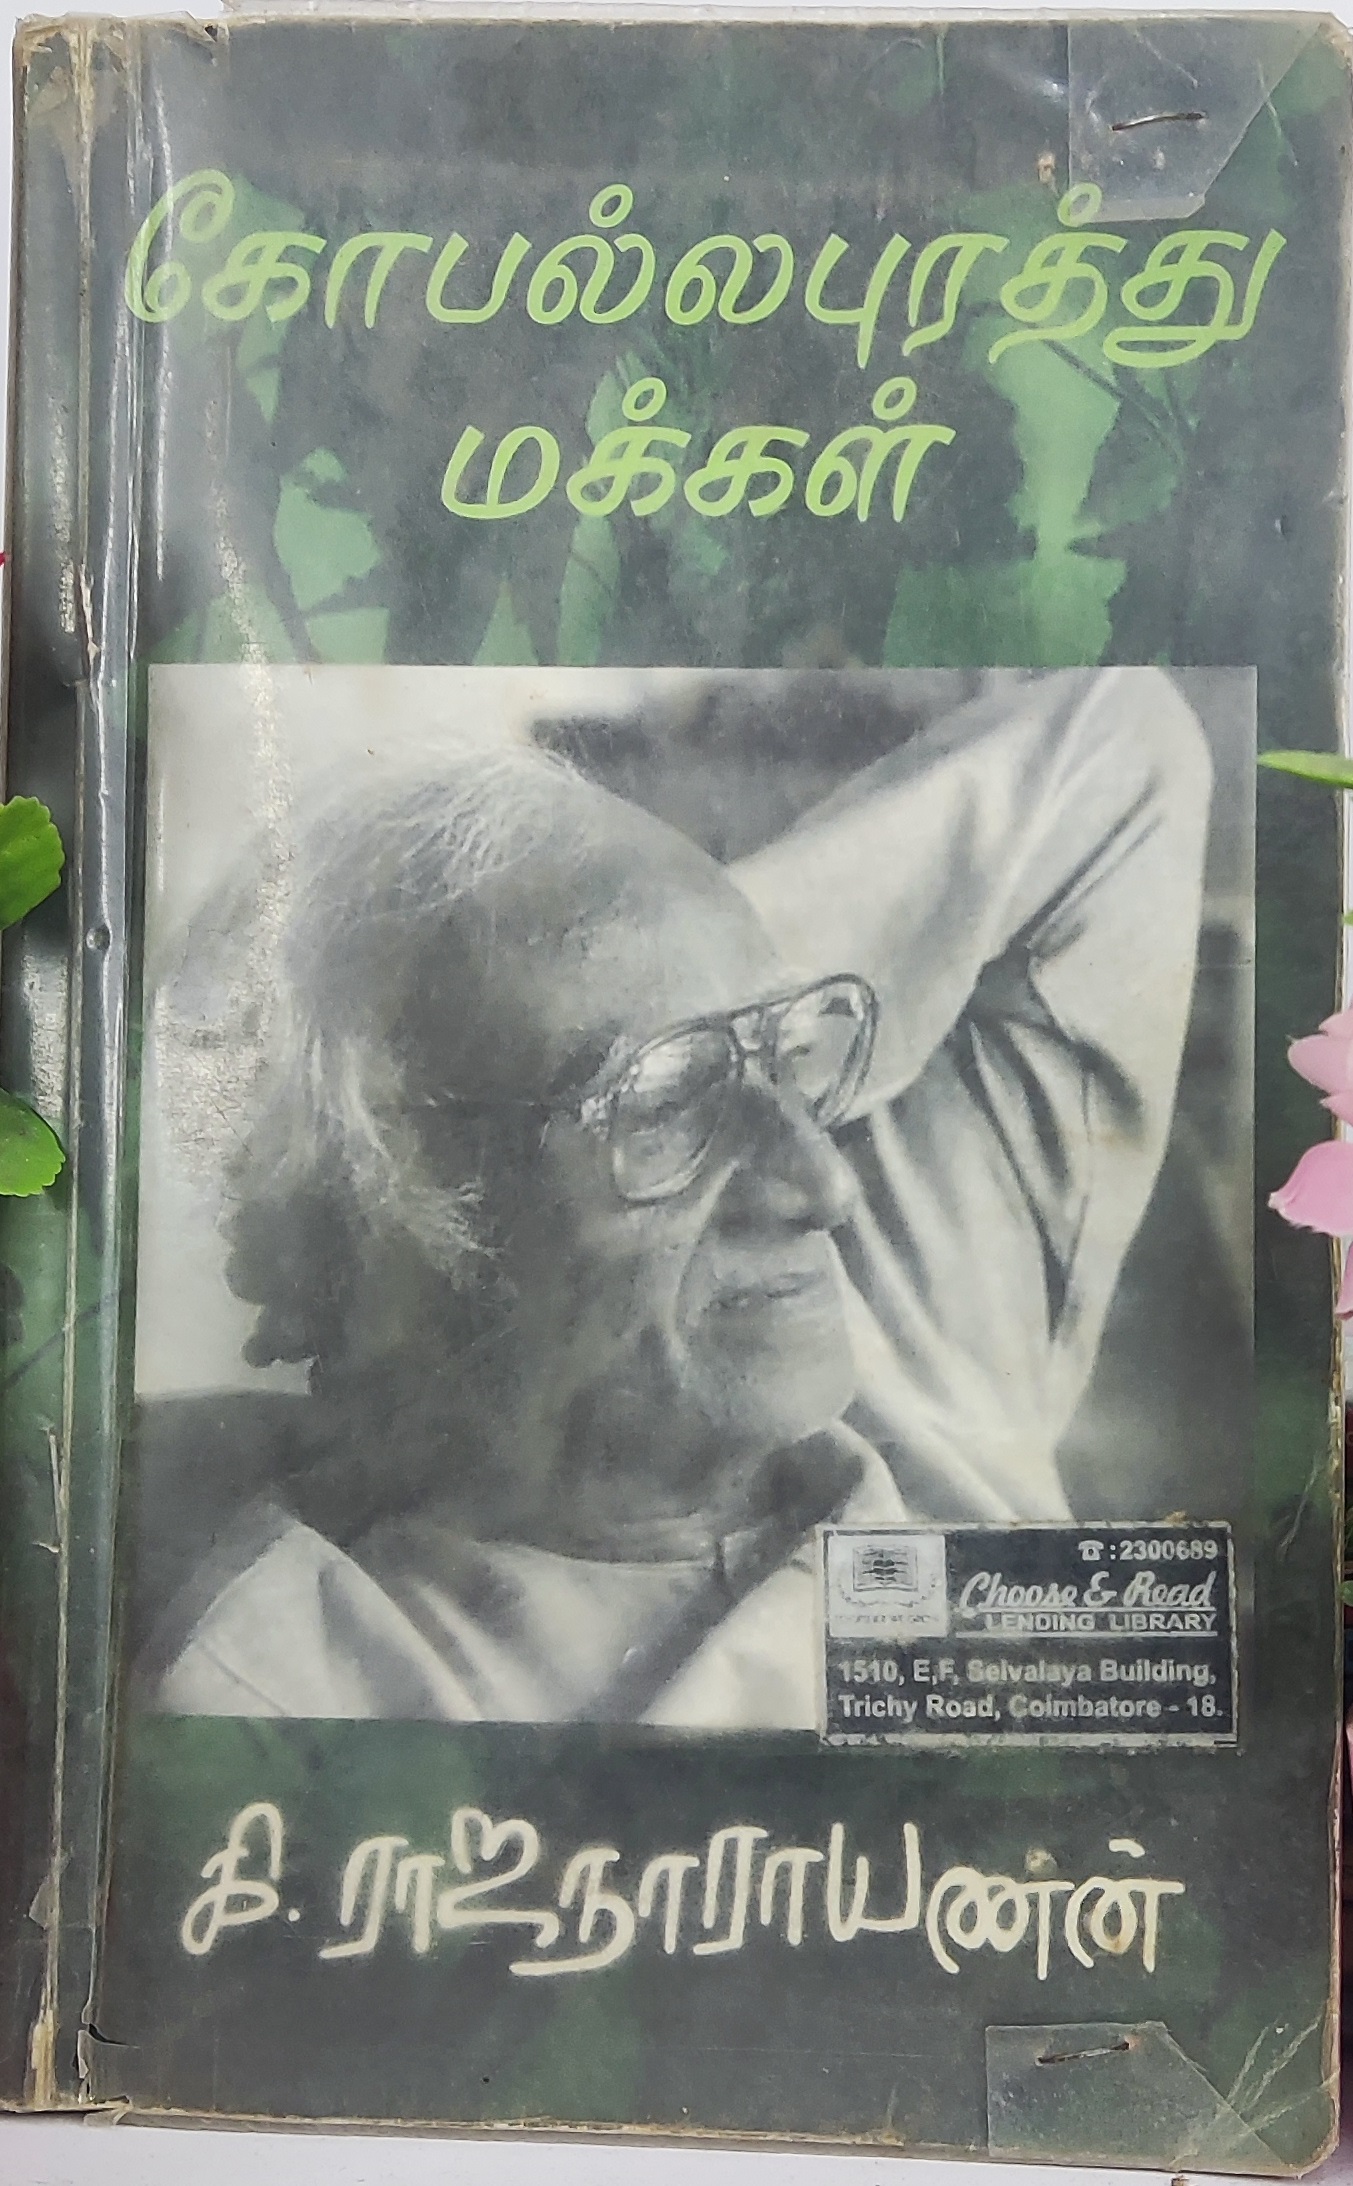 கோபல்லபுரத்து
மக்கள்
☎:2300689
Choose & Read
LENDING LIBRARY
1510, E,F, Selvalaya Building,
Trichy Road, Coimbatore - 18.
கி. ராஜநாராயணன்